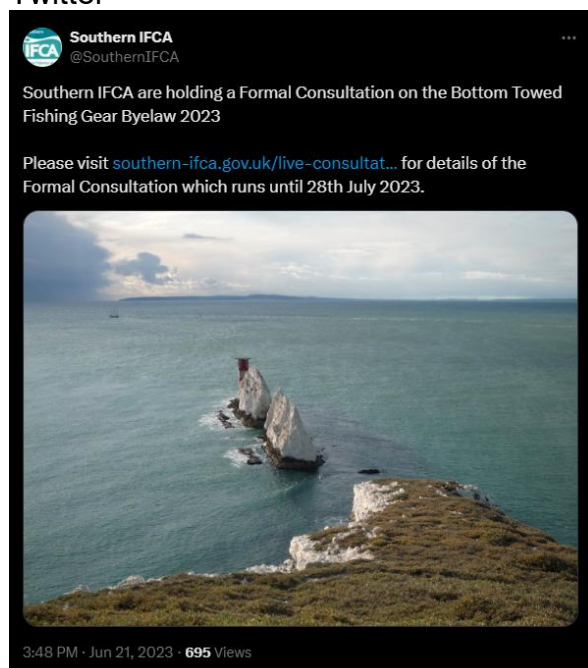 Twitter
Southern IFCA
@SouthernIFCA
Southern IFCA are holding a Formal Consultation on the Bottom Towed
Fishing Gear Byelaw 2023
Please visit southern-ifca.gov.uk/live-consultat... for details of the
Formal Consultation which runs until 28th July 2023.
3:48 PM · Jun 21, 2023 · 695 Views